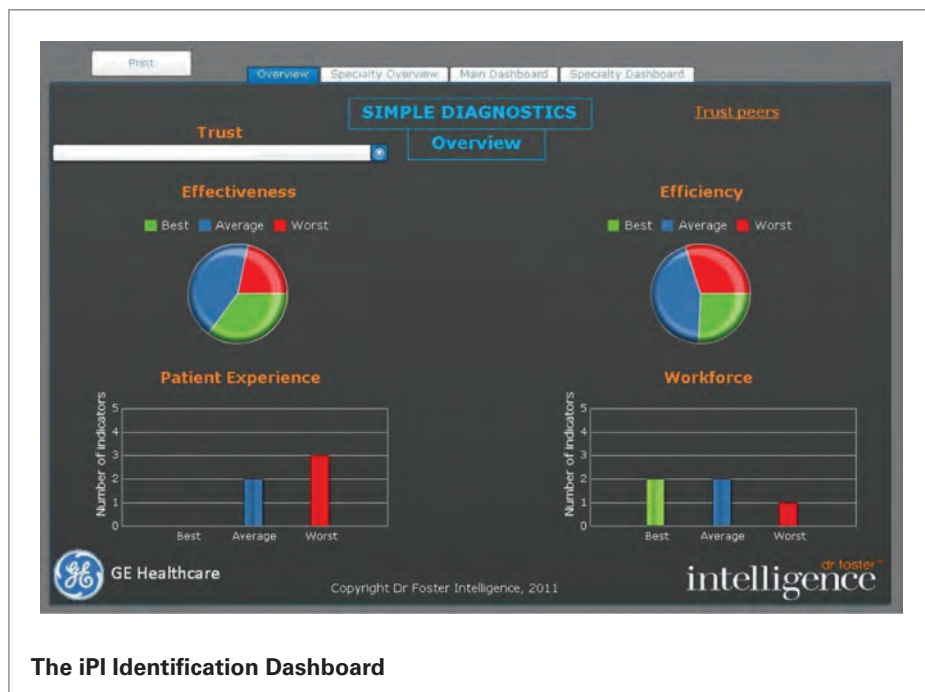 Print
Overview
Specialty Overview
Main Dashboard
Specialty Dashboard
SIMPLE DIAGNOSTICS
Overview
Trust peers
Trust
Effectiveness
Best Average Worst
Efficiency
Best Average Worst
Patient Experience
Number of indicators
5
4
3
2
1
0
Best Average Worst
Workforce
Number of indicators
5
4
3
2
1
0
Best Average Worst
GE
GE Healthcare
Copyright Dr Foster Intelligence, 2011
dr foster™
intelligence
The iPI Identification Dashboard